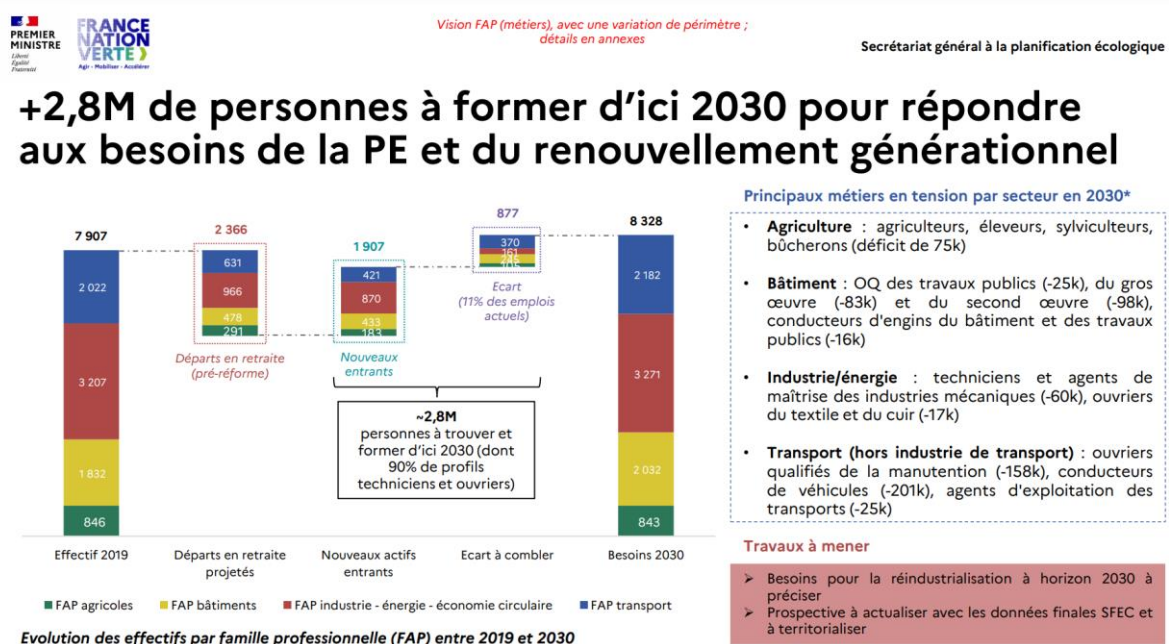 PREMIER
MINISTRE
Liberté
Égalité
Fraternité
FRANCE
NATION
VERTE
Agir • Mobiliser • Accélérer
Vision FAP (métiers), avec une variation de périmètre ;
détails en annexes
Secrétariat général à la planification écologique
+2,8M de personnes à former d’ici 2030 pour répondre
aux besoins de la PE et du renouvellement générationnel
7 907
2 022
3 207
1 832
846
2 366
631
966
478
291
Départs en retraite
(pré-réforme)
1 907
421
870
433
183
Nouveaux
entrants
877
370
161
Ecart
(11% des emplois
actuels)
8 328
2 182
3 271
2 032
843
~2,8M
personnes à trouver et
former d’ici 2030 (dont
90% de profils
techniciens et ouvriers)
Effectif 2019
Départs en retraite
projetés
Nouveaux actifs
entrants
Ecart à combler
Besoins 2030
FAP agricoles
FAP bâtiments
FAP industrie - énergie - économie circulaire
FAP transport
Evolution des effectifs par famille professionnelle (FAP) entre 2019 et 2030
Principaux métiers en tension par secteur en 2030*
• Agriculture : agriculteurs, éleveurs, sylviculteurs,
bûcherons (déficit de 75k)
• Bâtiment : OQ des travaux publics (-25k), du gros
œuvre (-83k) et du second œuvre (-98k),
conducteurs d'engins du bâtiment et des travaux
publics (-16k)
• Industrie/énergie : techniciens et agents de
maîtrise des industries mécaniques (-60k), ouvriers
du textile et du cuir (-17k)
• Transport (hors industrie de transport) : ouvriers
qualifiés de la manutention (-158k), conducteurs
de véhicules (-201k), agents d'exploitation des
transports (-25k)
Travaux à mener
➢ Besoins pour la réindustrialisation à horizon 2030 à
préciser
➢ Prospective à actualiser avec les données finales SFEC et
à territorialiser